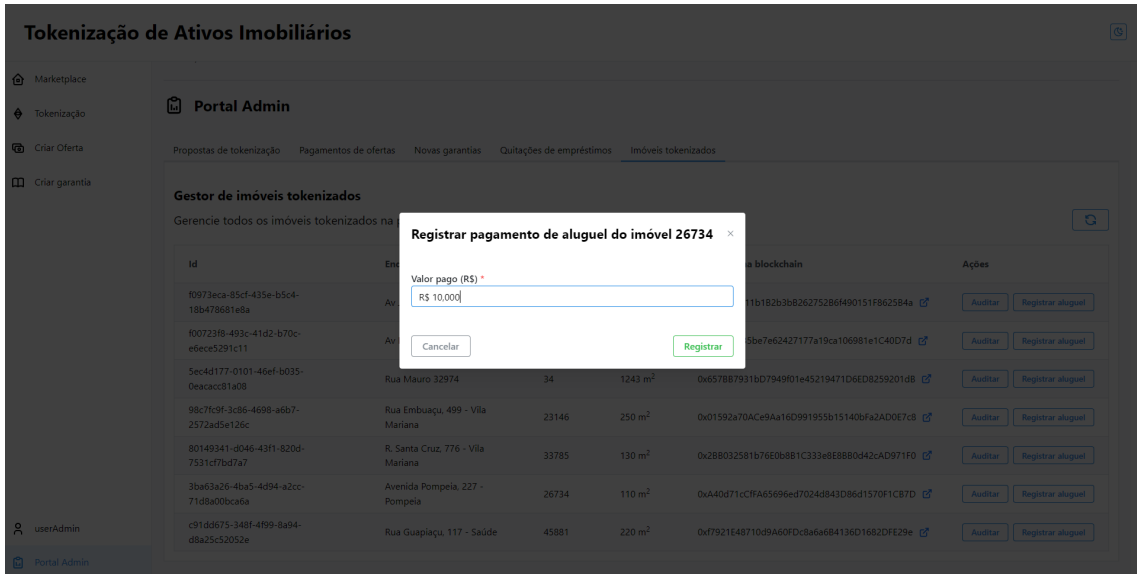 Tokenização de Ativos Imobiliários
Marketplace
Tokenização
Criar Oferta
Criar garantia
Portal Admin
Propostas de tokenização Pagamentos de ofertas Novas garantias Quitações de empréstimos Imóveis tokenizados
Gestor de imóveis tokenizados
Gerencie todos os imóveis tokenizados na
Registrar pagamento de aluguel do imóvel 26734
Valor pago (R$) *
R$ 10,000
Cancelar Registrar
Id blockchain Ações
f0973eca-85cf-435e-b5c4-
18b478681e8a
Av
Auditar Registrar aluguel
f00723f8-493c-41d2-b70c-
e6ece5291c11
Av
Auditar Registrar aluguel
5ec4d177-0101-46ef-b035-
0eacacc81a08
Rua Mauro 32974 34 1243 m² 0x657BB7931bD7949f01e45219471D6ED8259201dB
Auditar Registrar aluguel
98c7fc9f-3c86-4698-a6b7-
2572ad5e126c
Rua Embuaçu, 499 - Vila
Mariana
23146 250 m² 0x01592a70ACe9Aa16D991955b15140bFa2AD0E7c8
Auditar Registrar aluguel
80149341-d046-43f1-820d-
7531cf7bd7a7
R. Santa Cruz, 776 - Vila
Mariana
33785 130 m² 0x2BB032581b76E0b8B1C333e8E8BB0d42cAD971F0
Auditar Registrar aluguel
3ba63a26-4ba5-4d94-a2cc-
71d8a00bca6a
Avenida Pompeia, 227 -
Pompeia
26734 110 m² 0xA40d71cCfFA65696ed7024d843D86d1570F1CB7D
Auditar Registrar aluguel
c91dd675-348f-4f99-8a94-
d8a25c52052e
Rua Guapiaçu, 117 - Saúde 45881 220 m² 0xf7921E48710d9A60FDc8a6a6B4136D1682DFE29e
Auditar Registrar aluguel
userAdmin
Portal Admin